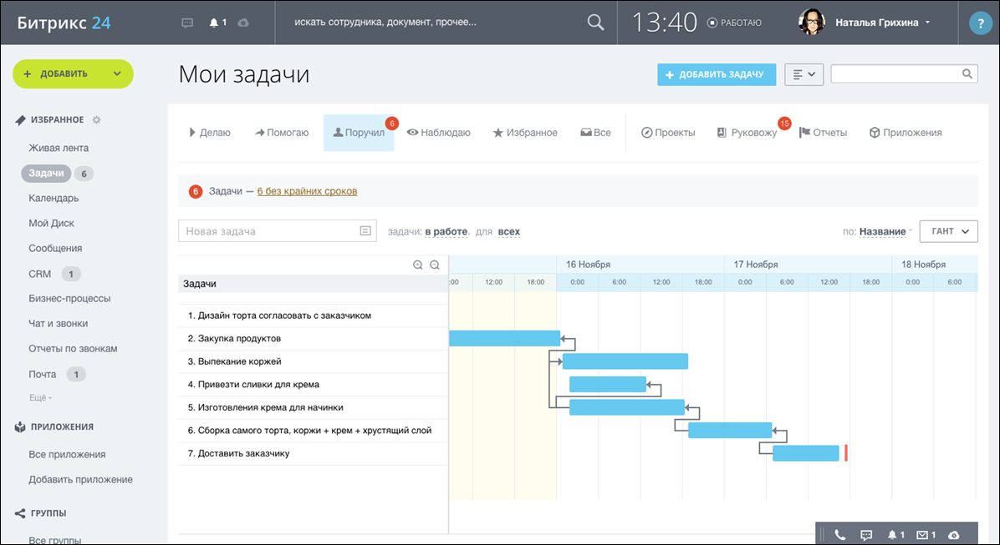 Битрикс 24
1
искать сотрудника, документ, прочее...
13:40
РАБОТАЮ
Наталья Грихина
?
+ ДОБАВИТЬ
Мои задачи
+ ДОБАВИТЬ ЗАДАЧУ
ИЗБРАННОЕ
Живая лента
Задачи 6
Календарь
Мой Диск
Сообщения
CRM 1
Бизнес-процессы
Чат и звонки
Отчеты по звонкам
Почта 1
Ещё
ПРИЛОЖЕНИЯ
Все приложения
Добавить приложение
ГРУППЫ
Все группы
Делаю Помогаю Поручил 6 Наблюдаю Избранное Все Проекты Руковожу 15 Отчеты Приложения
6 Задачи — 6 без крайних сроков
Новая задача
задачи: в работе, для всех
по: Название
ГАНТ
16 Ноября 17 Ноября 18 Ноября
Задачи
:00 12:00 18:00 0:00 6:00 12:00 18:00 0:00 6:00 12:00 18:00 0:00 6:00
1. Дизайн торта согласовать с заказчиком
2. Закупка продуктов
3. Выпекание коржей
4. Привезти сливки для крема
5. Изготовления крема для начинки
6. Сборка самого торта, коржи + крем + хрустящий слой
7. Доставить заказчику
1 1